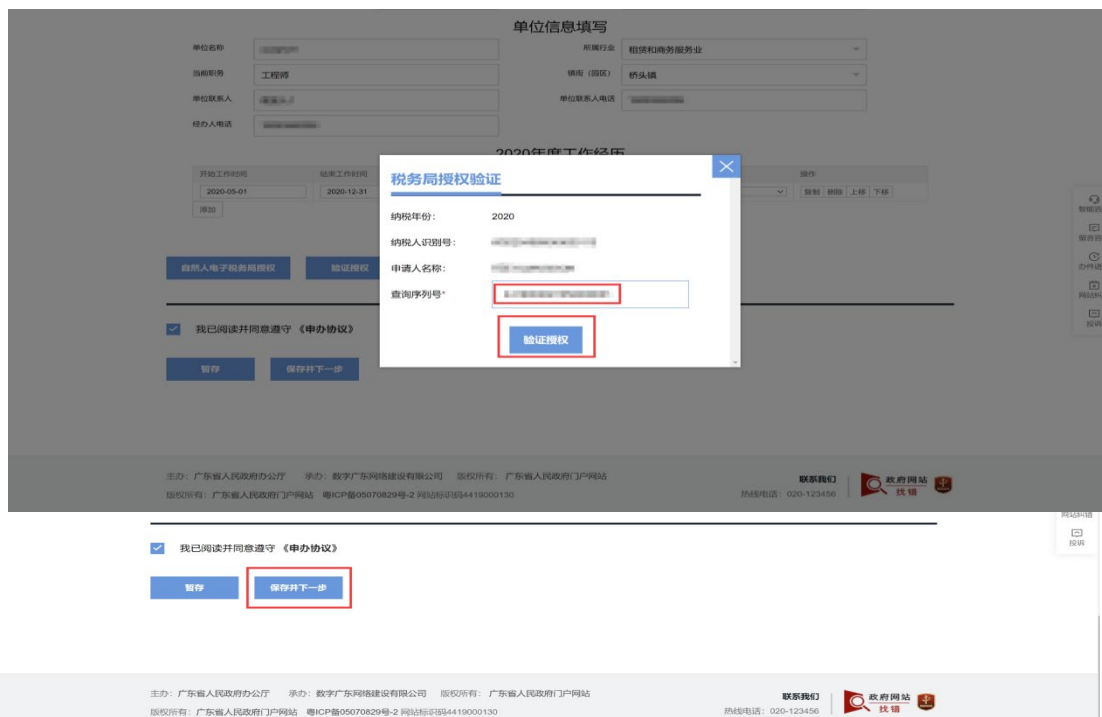 单位信息填写
单位名称 所属行业 租赁和商务服务业
当前职务 工程师 镇街（园区） 桥头镇
单位联系人 单位联系人电话
经办人电话
2020年度工作经历
开始工作时间 结束工作时间 操作
2020-05-01 2020-12-31 复制 删除 上移 下移
添加
税务局授权验证
纳税年份： 2020
纳税人识别号：
申请人名称：
查询序列号*
验证授权
自然人电子税务局授权 验证授权
我已阅读并同意遵守 《申办协议》
暂存 保存并下一步
主办：广东省人民政府办公厅 承办：数字广东网络建设有限公司 版权所有：广东省人民政府门户网站
版权所有：广东省人民政府门户网站 粤ICP备05070829号-2 网站标识码4419000130
联系我们
热线电话：020-123456
政府网站
找错
网站纠错
投诉
我已阅读并同意遵守 《申办协议》
暂存 保存并下一步
主办：广东省人民政府办公厅 承办：数字广东网络建设有限公司 版权所有：广东省人民政府门户网站
版权所有：广东省人民政府门户网站 粤ICP备05070829号-2 网站标识码4419000130
联系我们
热线电话：020-123456
政府网站
找错